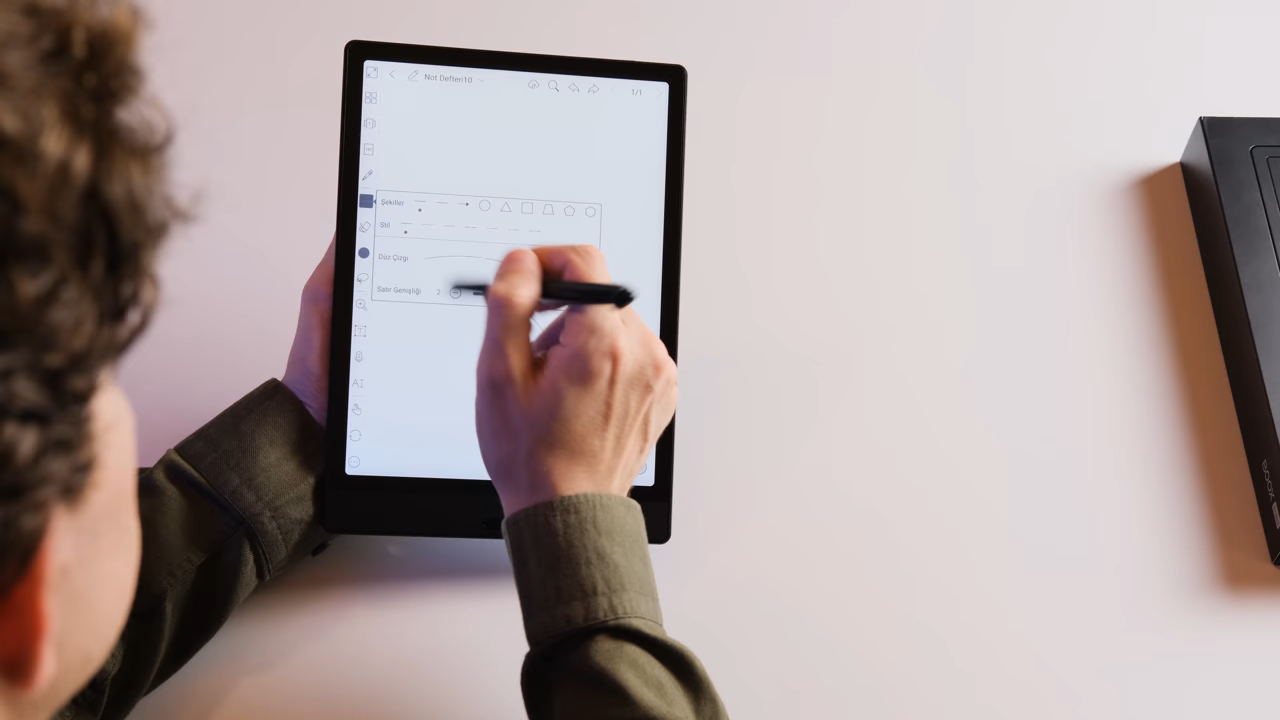 Not Defteri10
1/1
Şekiller
Stil
Düz Çizgi
Satır Genişliği 2
AI